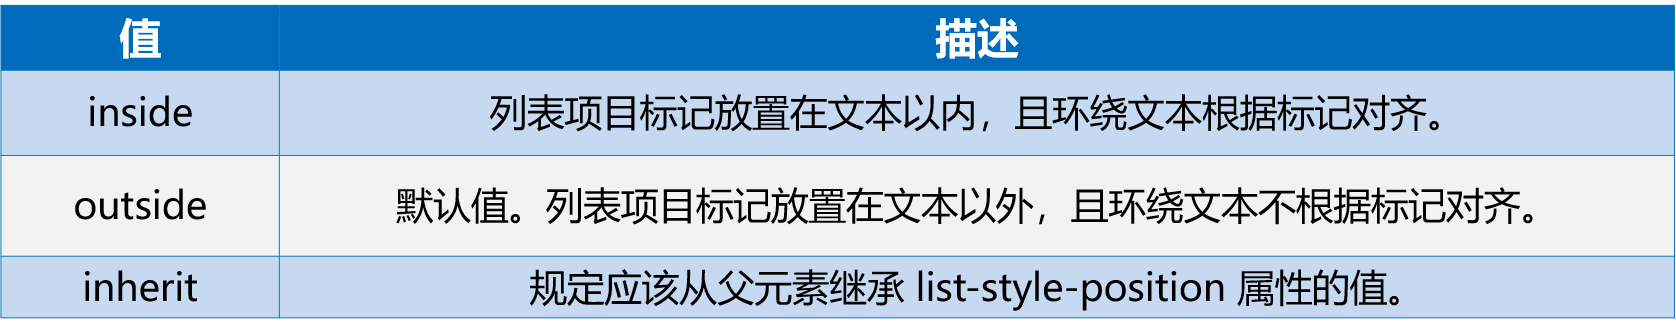 值 描述
inside 列表项目标记放置在文本以内，且环绕文本根据标记对齐。
outside 默认值。列表项目标记放置在文本以外，且环绕文本不根据标记对齐。
inherit 规定应该从父元素继承 list-style-position 属性的值。